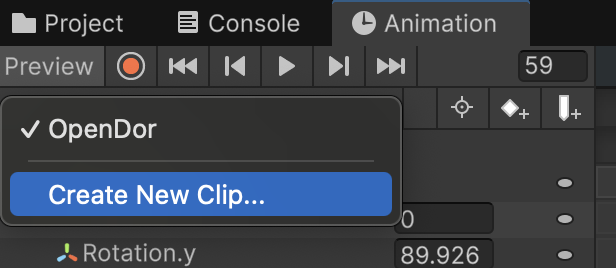 Project Console Animation
Preview 59
OpenDor
Create New Clip...
0
Rotation.y 89.926